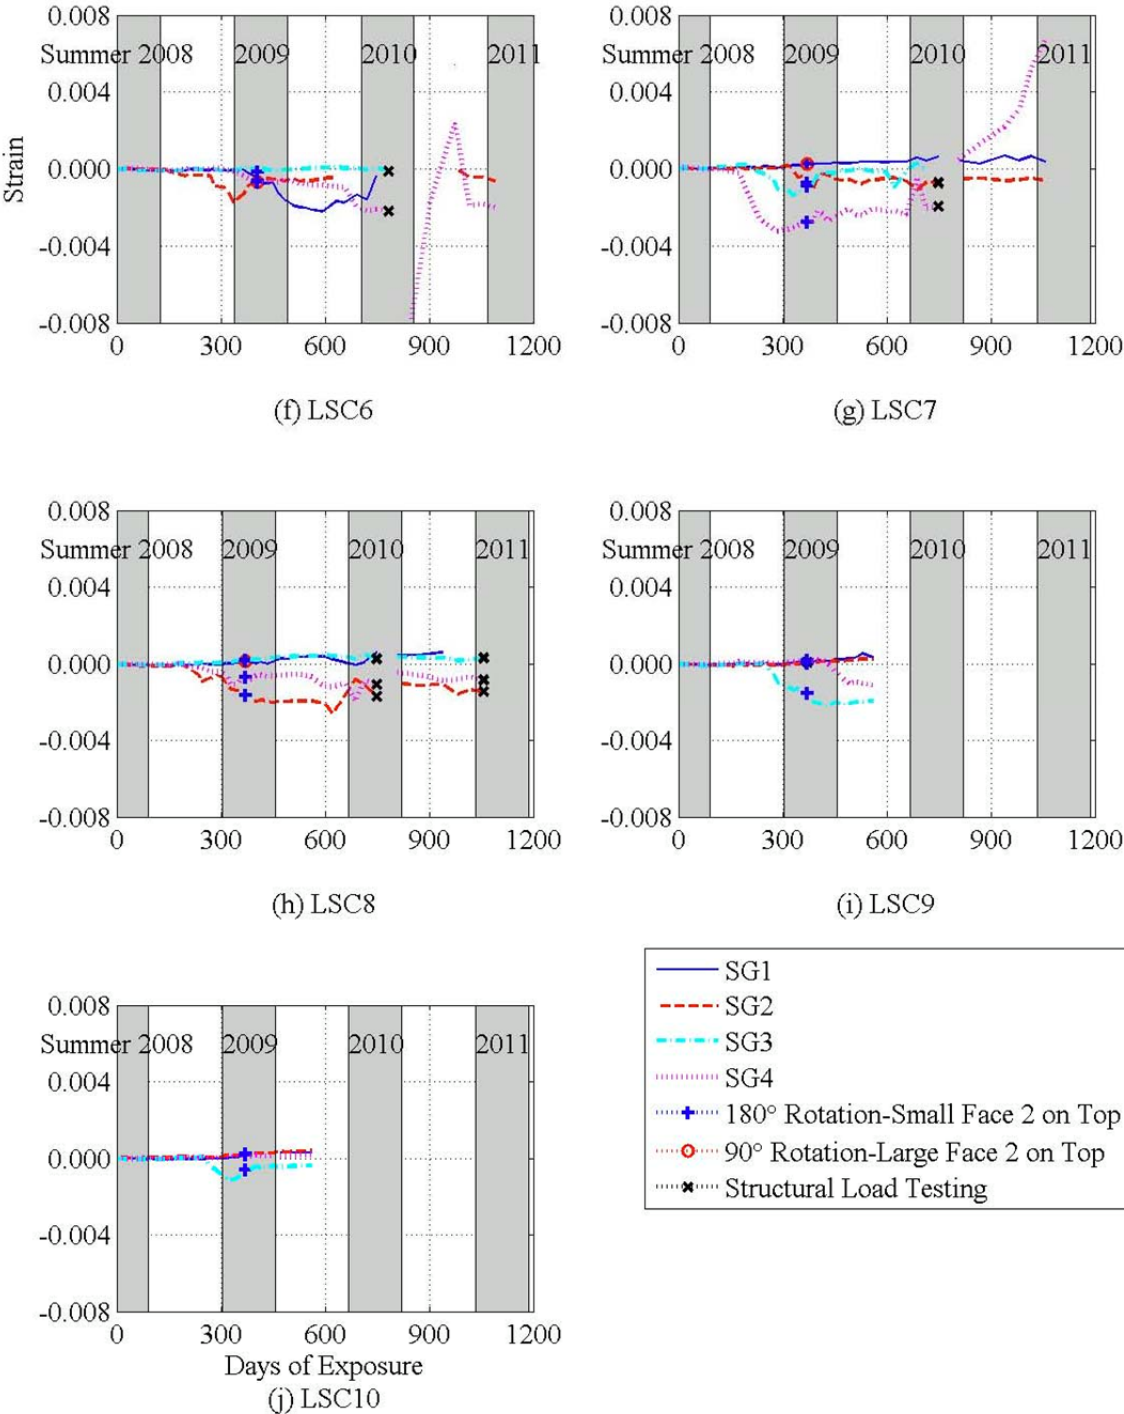 0.008
0.004
0.000
-0.004
-0.008
Strain
Summer 2008 2009 2010 2011
0 300 600 900 1200
(f) LSC6
0.008
0.004
0.000
-0.004
-0.008
Summer 2008 2009 2010 2011
0 300 600 900 1200
(g) LSC7
0.008
0.004
0.000
-0.004
-0.008
Summer 2008 2009 2010 2011
0 300 600 900 1200
(h) LSC8
0.008
0.004
0.000
-0.004
-0.008
Summer 2008 2009 2010 2011
0 300 600 900 1200
(i) LSC9
0.008
0.004
0.000
-0.004
-0.008
Summer 2008 2009 2010 2011
0 300 600 900 1200
Days of Exposure
(j) LSC10
SG1
SG2
SG3
SG4
180° Rotation-Small Face 2 on Top
90° Rotation-Large Face 2 on Top
Structural Load Testing